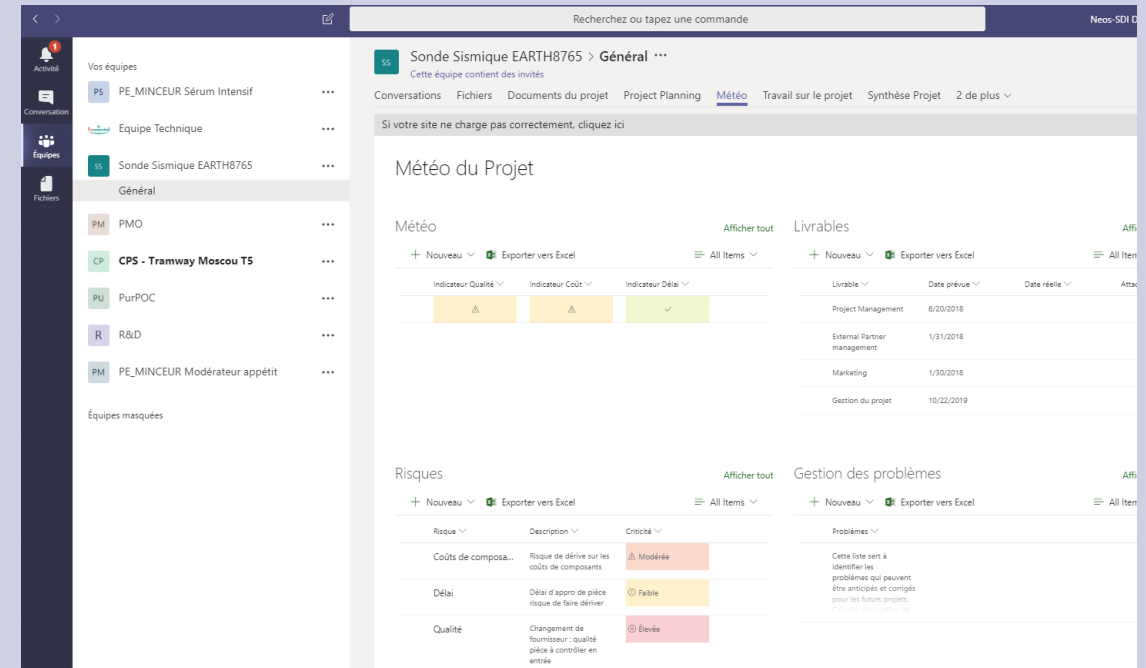 Recherchez ou tapez une commande
Neos-SDI D
1
Activité
Conversation
Équipes
Fichiers
Vos équipes
PS PE_MINCEUR Sérum Intensif
Equipe Technique
SS Sonde Sismique EARTH8765
Général
PM PMO
CP CPS - Tramway Moscou T5
PU PurPOC
R R&D
PM PE_MINCEUR Modérateur appétit
Équipes masquées
SS Sonde Sismique EARTH8765 > Général ...
Cette équipe contient des invités
Conversations Fichiers Documents du projet Project Planning Météo Travail sur le projet Synthèse Projet 2 de plus
Si votre site ne charge pas correctement, cliquez ici
Météo du Projet
Météo Afficher tout
+ Nouveau Exporter vers Excel All Items
Indicateur Qualité Indicateur Coût Indicateur Délai
Livrables Affi
+ Nouveau Exporter vers Excel All Item
Livrable Date prévue Date réelle Attac
Project Management 6/20/2018
External Partner
management
1/31/2018
Marketing 1/30/2018
Gestion du projet 10/22/2019
Risques Afficher tout
+ Nouveau Exporter vers Excel All Items
Risque Description Criticité
Coûts de composa... Risque de dérive sur les
coûts de composants
Modérée
Délai Délai d'appro de pièce
risque de faire dériver
Faible
Qualité Changement de
fournisseur : qualité
pièce à contrôler en
entrée
Élevée
Gestion des problèmes Affi
+ Nouveau Exporter vers Excel All Item
Problèmes
Cette liste sert à
identifier les
problèmes qui peuvent
être anticipés et corrigés
pour les futurs projets.